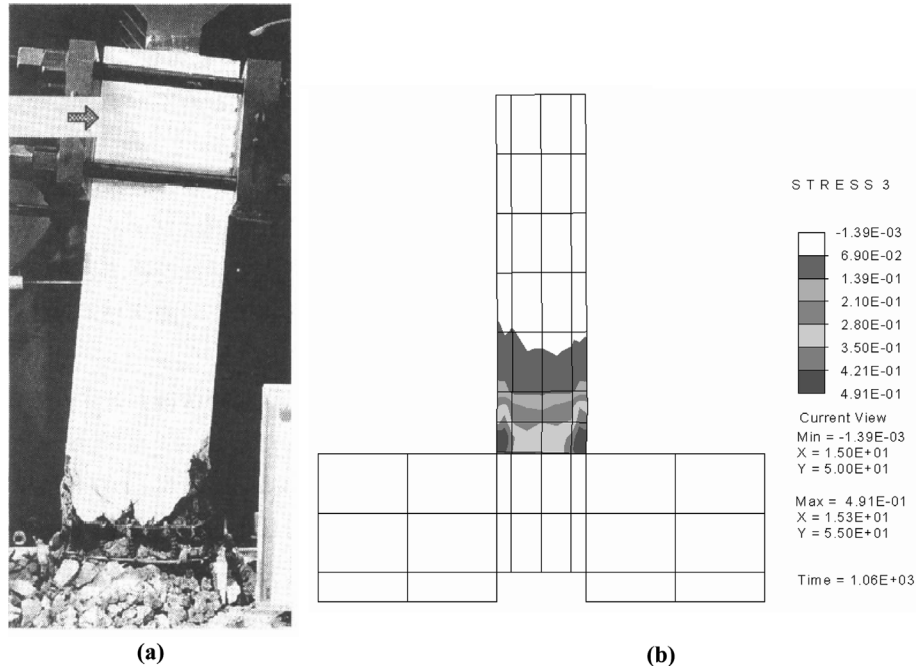 STRESS 3
-1.39E-03
6.90E-02
1.39E-01
2.10E-01
2.80E-01
3.50E-01
4.21E-01
4.91E-01
Current View
Min = -1.39E-03
X = 1.50E+01
Y = 5.00E+01
Max = 4.91E-01
X = 1.53E+01
Y = 5.50E+01
Time = 1.06E+03
(a)
(b)